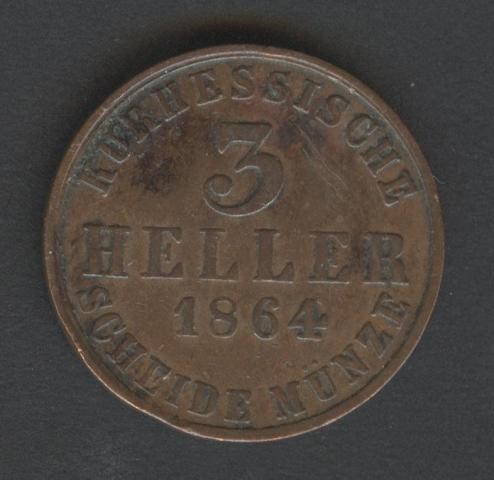 KURHESSISCHE
3
HELLER
1864
SCHEIDE MÜNZE